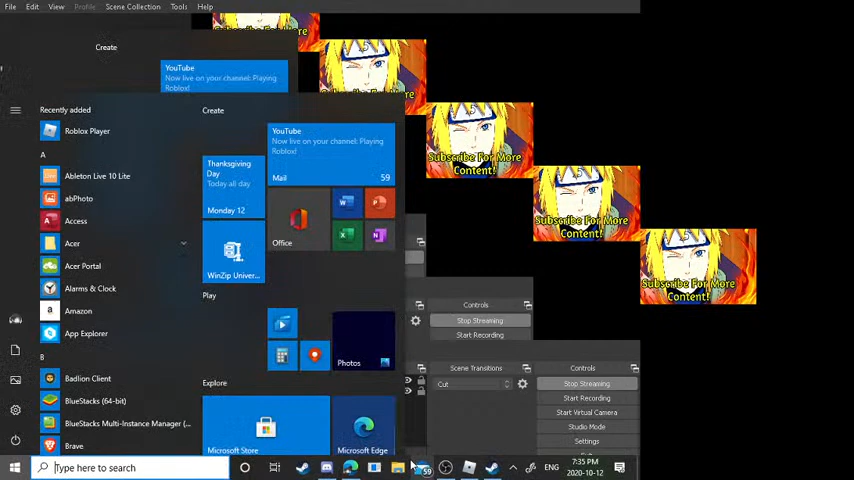 File Edit View Profile Scene Collection Tools Help
Create
YouTube
Now live on your channel: Playing
Roblox!
Recently added
Roblox Player
A
Ableton Live 10 Lite
abPhoto
Access
Acer
Acer Portal
Alarms & Clock
Amazon
App Explorer
B
Badlion Client
BlueStacks (64-bit)
BlueStacks Multi-Instance Manager (...
Brave
Create
Thanksgiving
Day
Today all day
Monday 12
YouTube
Now live on your channel: Playing
Roblox!
Mail 59
Office
WinZip Univer...
Play
Photos
Explore
Microsoft Store
Microsoft Edge
Subscribe For More
Subscribe For More
Content!
Subscribe For More
Content!
Subscribe For More
Content!
Controls
Stop Streaming
Start Recording
Scene Transitions
Cut
Controls
Stop Streaming
Start Recording
Start Virtual Camera
Studio Mode
Settings
Type here to search
59
ENG
7:35 PM
2020-10-12